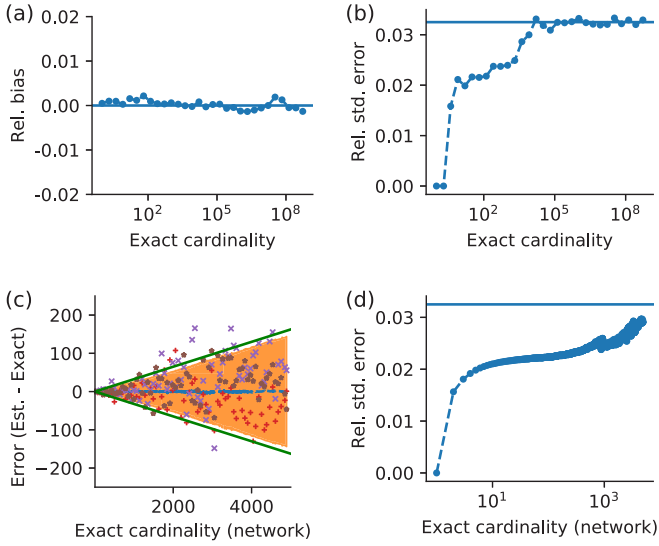 (a)
0.02
0.01
0.00
-0.01
-0.02
Rel. bias
10²
10⁵
10⁸
Exact cardinality
(b)
0.03
0.02
0.01
0.00
Rel. std. error
10²
10⁵
10⁸
Exact cardinality
(c)
200
100
0
−100
−200
Error (Est. - Exact)
2000
4000
Exact cardinality (network)
(d)
0.03
0.02
0.01
0.00
Rel. std. error
10¹
10³
Exact cardinality (network)